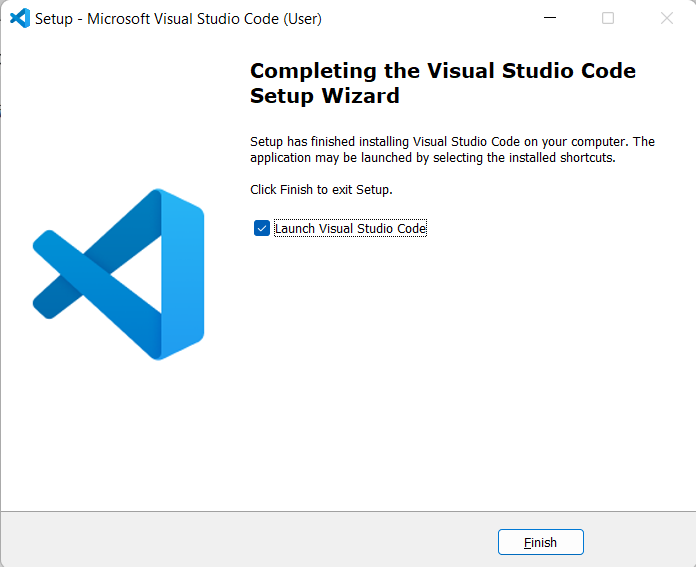 Setup - Microsoft Visual Studio Code (User)
Completing the Visual Studio Code
Setup Wizard
Setup has finished installing Visual Studio Code on your computer. The
application may be launched by selecting the installed shortcuts.
Click Finish to exit Setup.
Launch Visual Studio Code
Finish